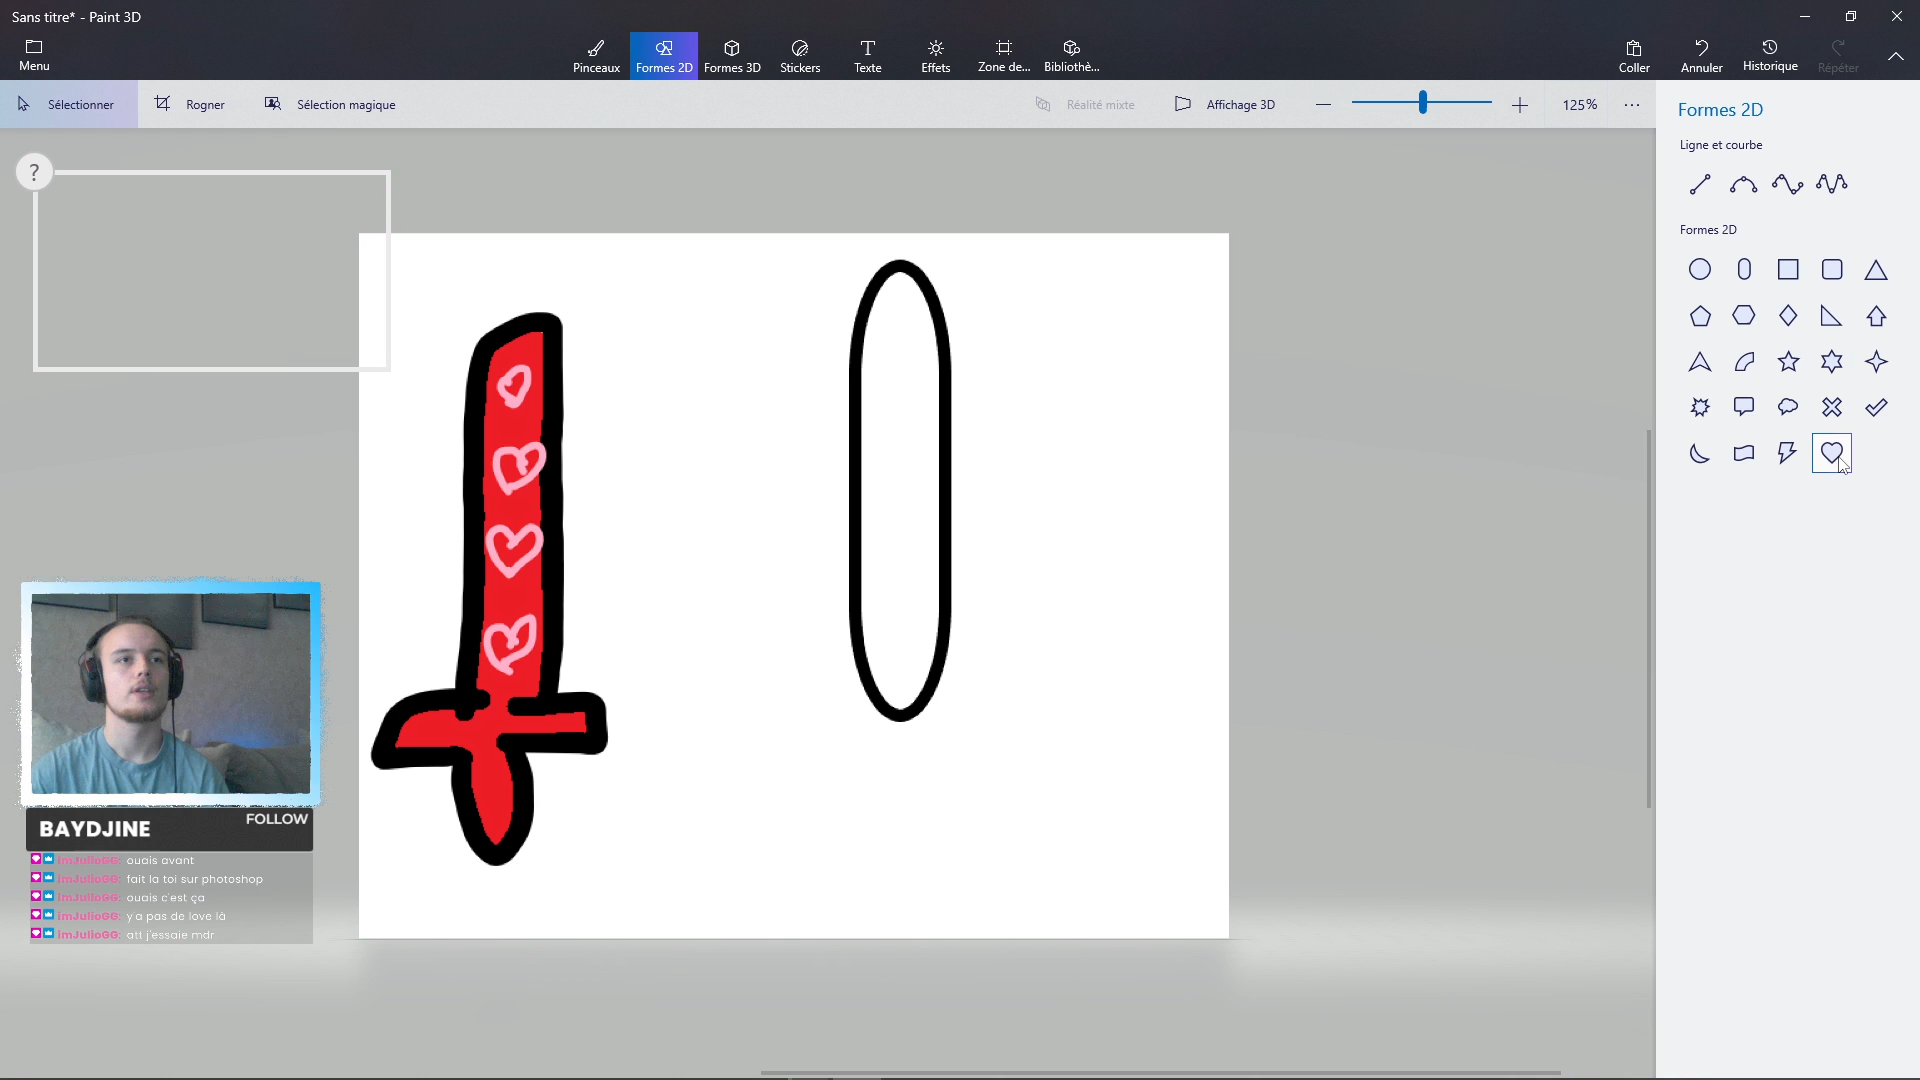 Sans titre* - Paint 3D
Menu
Pinceaux
Formes 2D
Formes 3D
Stickers
Texte
Effets
Zone de...
Bibliothè...
Coller
Annuler
Historique
Répéter
Sélectionner
Rogner
Sélection magique
Réalité mixte
Affichage 3D
125%
Formes 2D
Ligne et courbe
Formes 2D
?
BAYDJINE
FOLLOW
imJulioGG: ouais avant
imJulioGG: fait la toi sur photoshop
imJulioGG: ouais c'est ça
imJulioGG: y'a pas de love là
imJulioGG: att j'essaie mdr